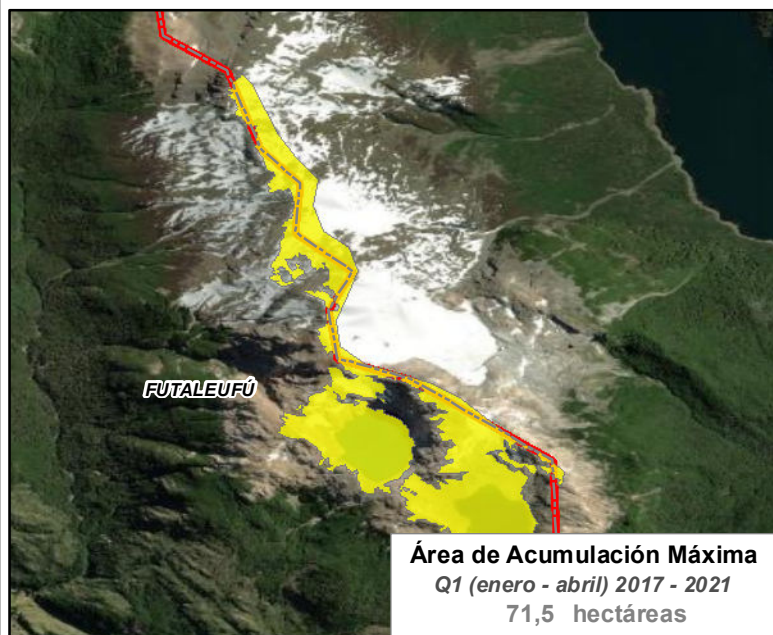 FUTALEUFÚ
Área de Acumulación Máxima
Q1 (enero - abril) 2017 - 2021
71,5 hectáreas